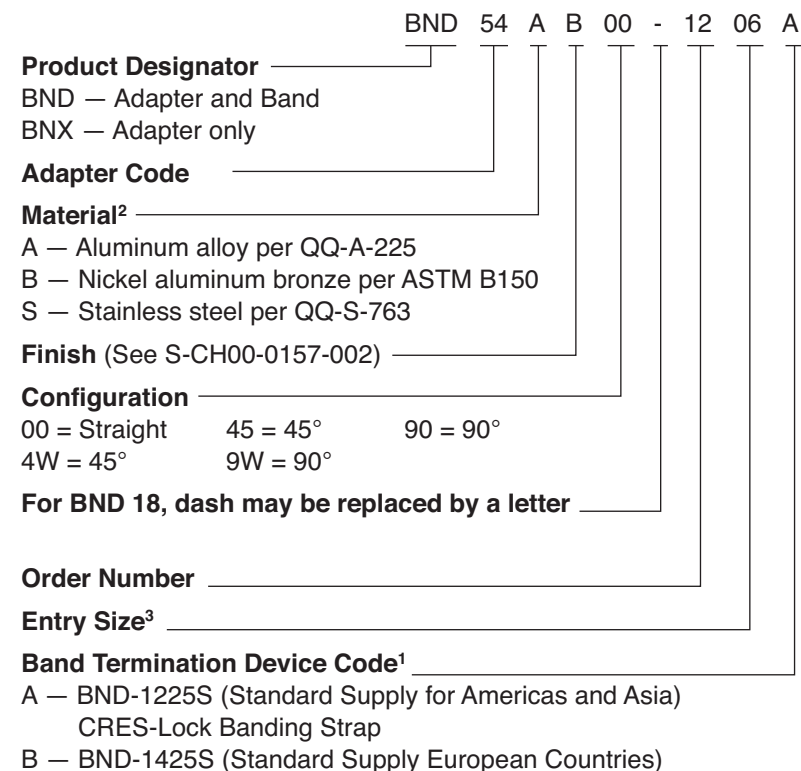 BND 54 A B 00 - 12 06 A
Product Designator
BND — Adapter and Band
BNX — Adapter only
Adapter Code
Material²
A — Aluminum alloy per QQ-A-225
B — Nickel aluminum bronze per ASTM B150
S — Stainless steel per QQ-S-763
Finish (See S-CH00-0157-002)
Configuration
00 = Straight 45 = 45° 90 = 90°
4W = 45° 9W = 90°
For BND 18, dash may be replaced by a letter
Order Number
Entry Size³
Band Termination Device Code¹
A — BND-1225S (Standard Supply for Americas and Asia)
CRES-Lock Banding Strap
B — BND-1425S (Standard Supply European Countries)